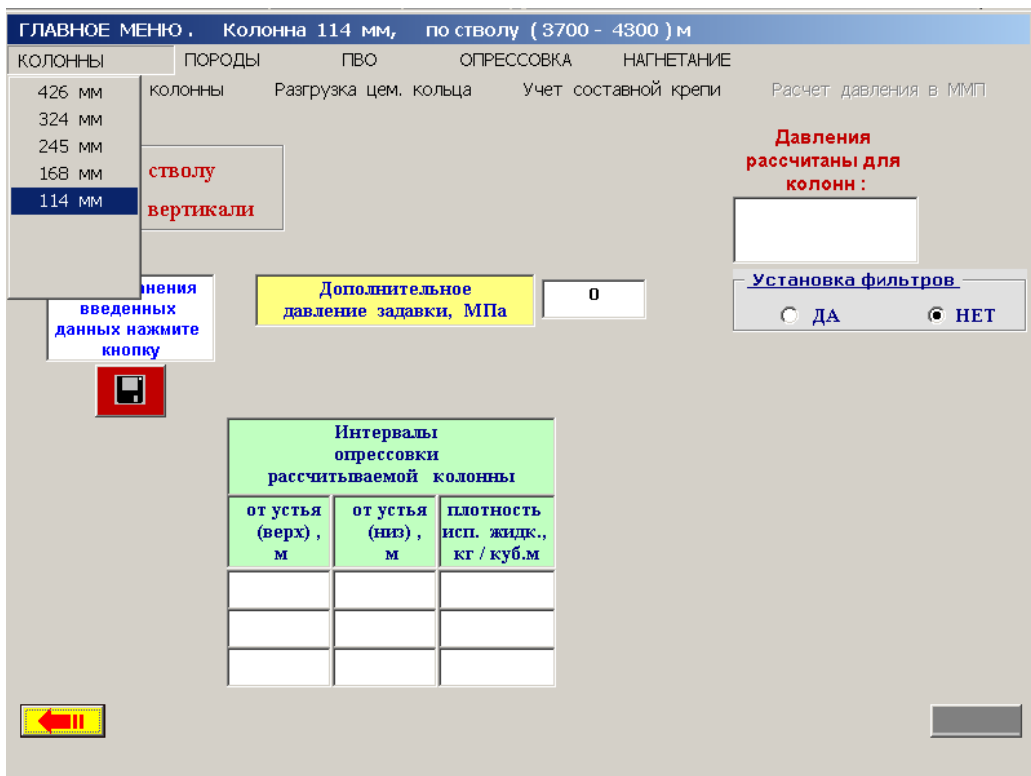 ГЛАВНОЕ МЕНЮ . Колонна 114 мм, по стволу ( 3700 - 4300 ) м
КОЛОННЫ ПОРОДЫ ПВО ОПРЕССОВКА НАГНЕТАНИЕ
426 мм
324 мм
245 мм
168 мм
114 мм
колонны Разгрузка цем. кольца Учет составной крепи Расчет давления в ММП
стволу
вертикали
Давления
рассчитаны для
колонн :
Установка фильтров
ДА НЕТ
введенных
данных нажмите
кнопку
Дополнительное
давление задавки, МПа
0
Интервалы
опрессовки
рассчитываемой колонны
от устья
(верх) ,
м
от устья
(низ) ,
м
плотность
исп. жидк.,
кг / куб.м